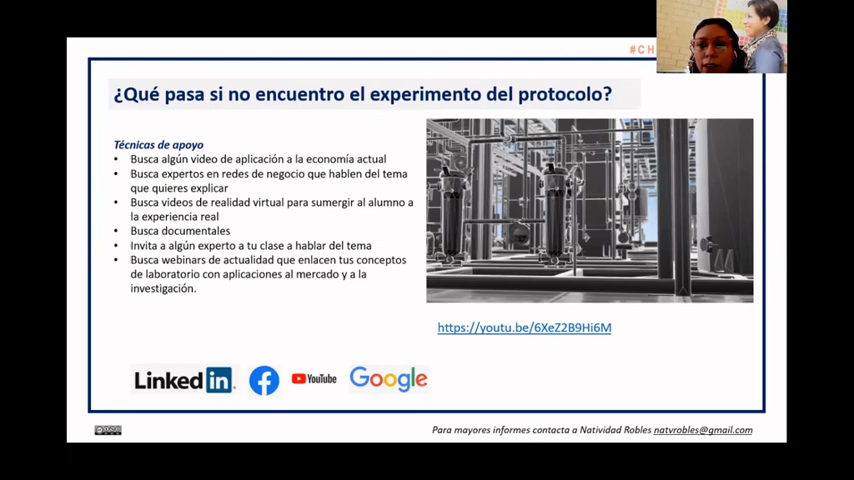 #CH
¿Qué pasa si no encuentro el experimento del protocolo?
Técnicas de apoyo
• Busca algún video de aplicación a la economía actual
• Busca expertos en redes de negocio que hablen del tema
que quieres explicar
• Busca videos de realidad virtual para sumergir al alumno a
la experiencia real
• Busca documentales
• Invita a algún experto a tu clase a hablar del tema
• Busca webinars de actualidad que enlacen tus conceptos
de laboratorio con aplicaciones al mercado y a la
investigación.
https://youtu.be/6XeZ2B9Hi6M
Linked in
YouTube
Google
Para mayores informes contacta a Natividad Robles natvrobles@gmail.com